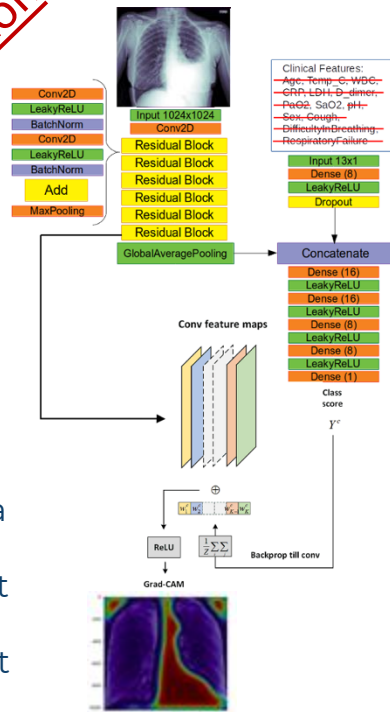 Clinical Features:
Age, Temp_C, WBC,
CRP, LDH, D_dimer,
PaO2, SaO2, pH,
Sex, Cough,
DifficultyInBreathing,
RespiratoryFailure
Input 1024x1024
Conv2D
Conv2D
LeakyReLU
BatchNorm
Conv2D
LeakyReLU
BatchNorm
Add
MaxPooling
Residual Block
Residual Block
Residual Block
Residual Block
Residual Block
Residual Block
GlobalAveragePooling
Input 13x1
Dense (8)
LeakyReLU
Dropout
Concatenate
Dense (16)
LeakyReLU
Dense (16)
LeakyReLU
Dense (8)
LeakyReLU
Dense (8)
LeakyReLU
Dense (1)
Class
score
Y^c
Conv feature maps
⊕
ReLU
Backprop till conv
Grad-CAM